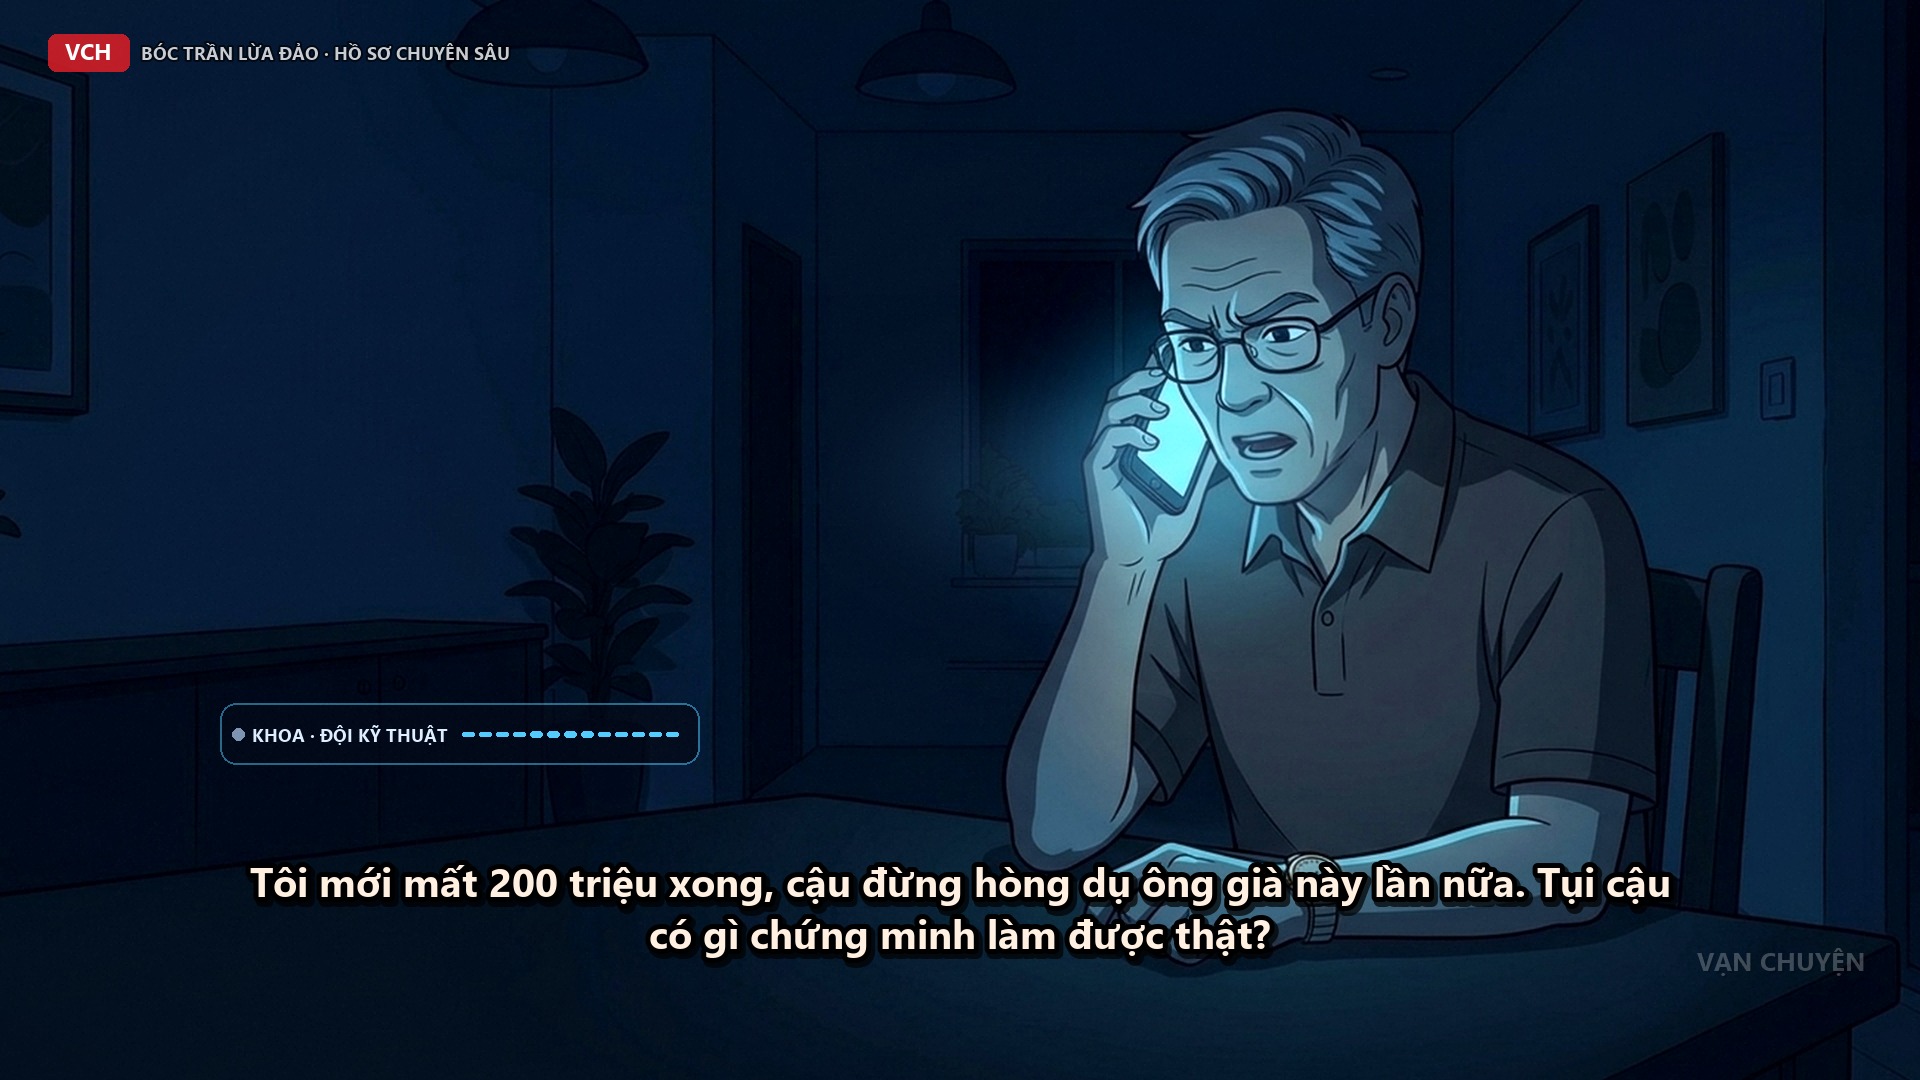 VCH BÓC TRẦN LỪA ĐẢO · HỒ SƠ CHUYÊN SÂU
KHOA · ĐỘI KỸ THUẬT
Tôi mới mất 200 triệu xong, cậu đừng hòng dụ ông già này lần nữa. Tụi cậu
có gì chứng minh làm được thật?
VẠN CHUYỆN